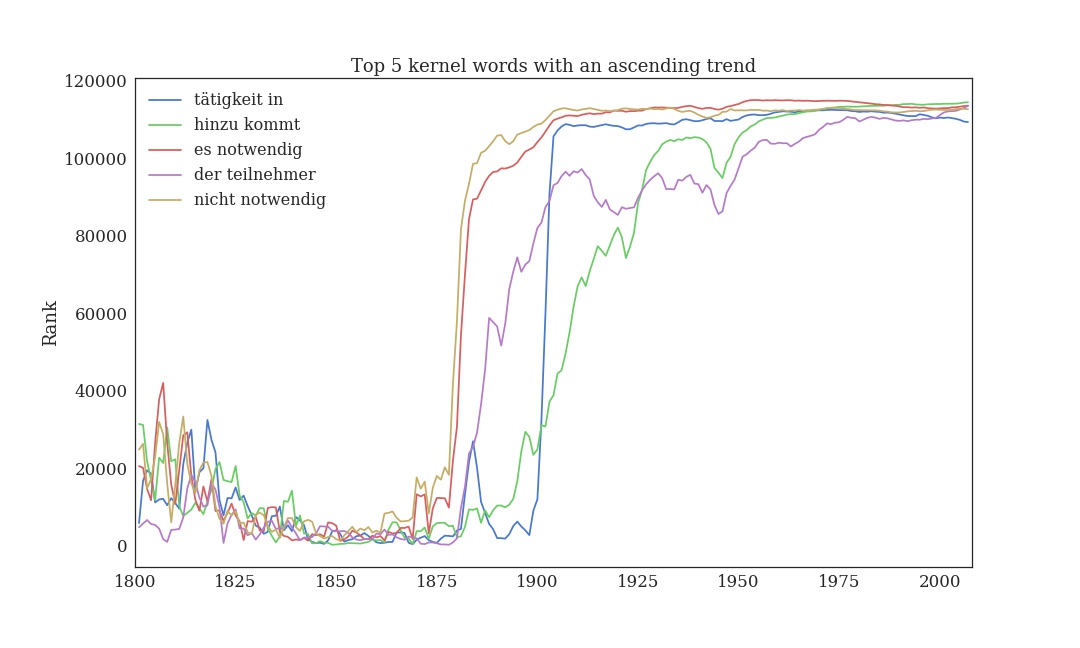 Top 5 kernel words with an ascending trend
120000
100000
80000
60000
40000
20000
0
Rank
tätigkeit in
hinzu kommt
es notwendig
der teilnehmer
nicht notwendig
1800 1825 1850 1875 1900 1925 1950 1975 2000